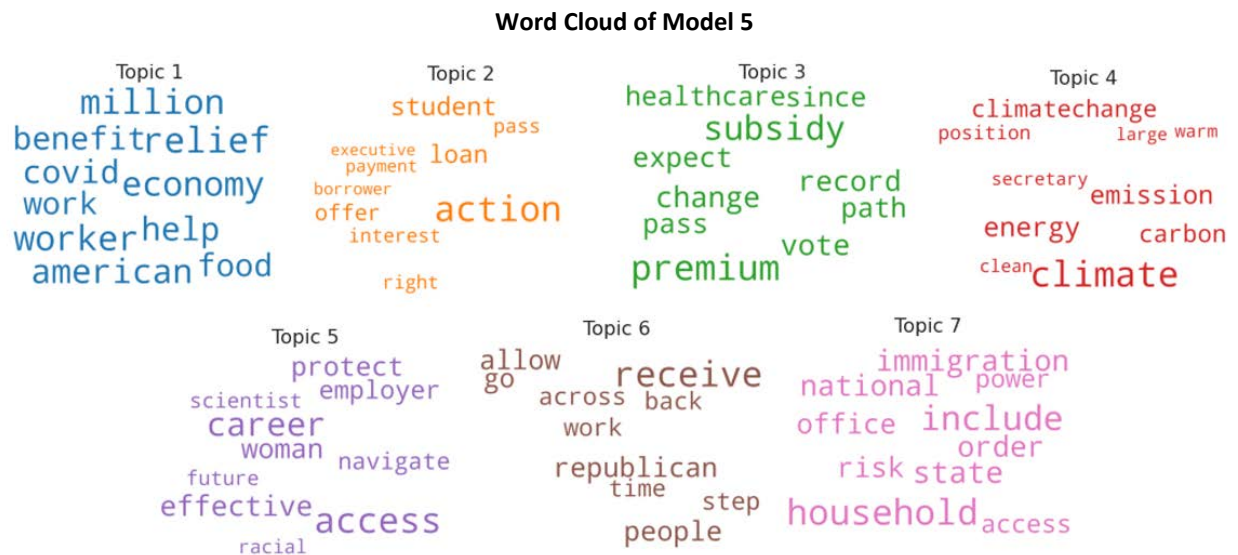 Word Cloud of Model 5
Topic 1
million
benefit relief
covid economy
work
worker help
american food
Topic 2
student
pass
executive loan
payment
borrower
offer action
interest
right
Topic 3
healthcare since
subsidy
expect
change record
pass path
vote
premium
Topic 4
climatechange
position large warm
secretary
emission
energy carbon
clean climate
Topic 5
protect
scientist employer
career
woman
navigate
future
effective access
racial
Topic 6
allow
go receive
across back
work
republican
time
step
people
Topic 7
immigration
national power
office include
order
risk state
household access